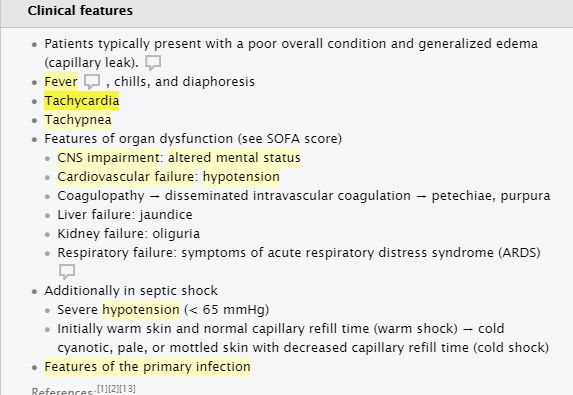 Clinical features
Patients typically present with a poor overall condition and generalized edema
(capillary leak).
Fever , chills, and diaphoresis
Tachycardia
Tachypnea
Features of organ dysfunction (see SOFA score)
CNS impairment: altered mental status
Cardiovascular failure: hypotension
Coagulopathy → disseminated intravascular coagulation → petechiae, purpura
Liver failure: jaundice
Kidney failure: oliguria
Respiratory failure: symptoms of acute respiratory distress syndrome (ARDS)
Additionally in septic shock
Severe hypotension (< 65 mmHg)
Initially warm skin and normal capillary refill time (warm shock) → cold
cyanotic, pale, or mottled skin with decreased capillary refill time (cold shock)
Features of the primary infection
References:[1][2][13]